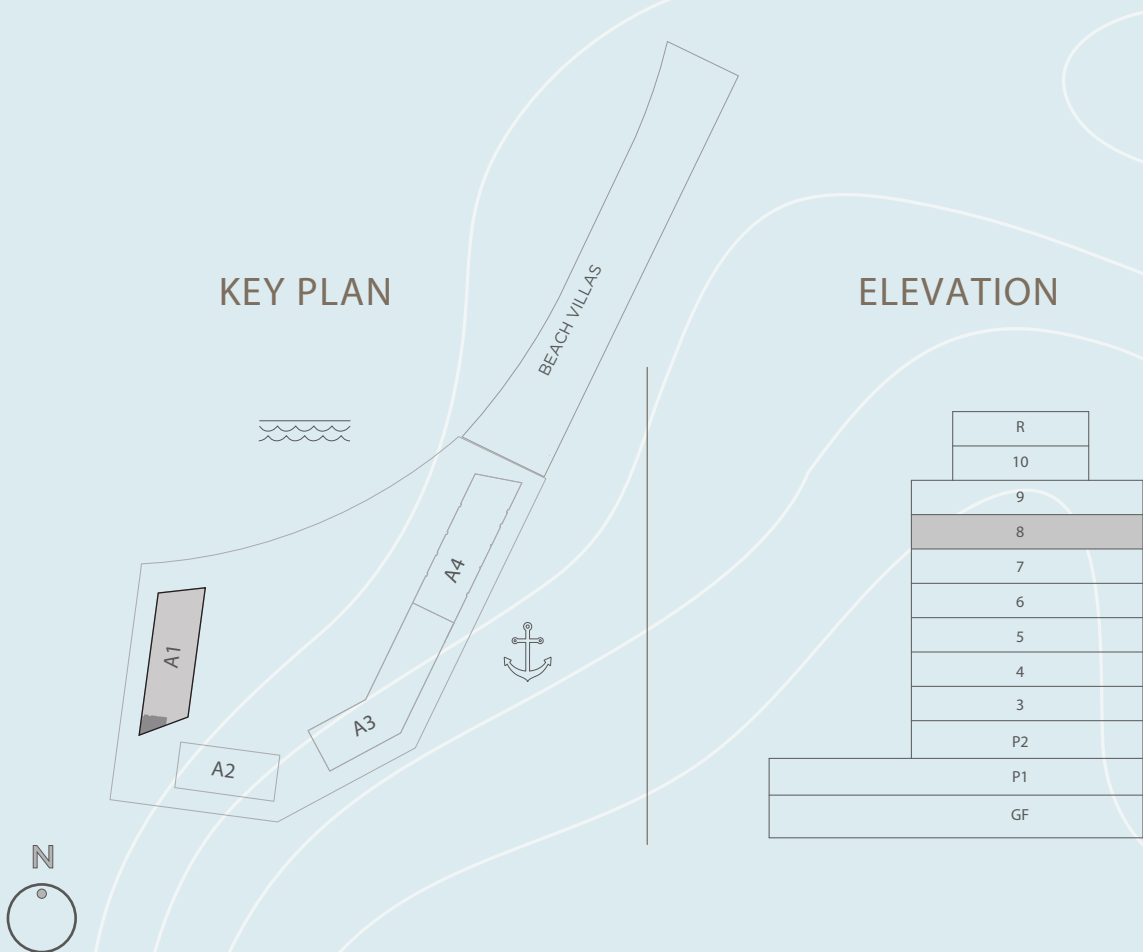 KEY PLAN
BEACH VILLAS
A4
A1
A3
A2
N
ELEVATION
R
10
9
8
7
6
5
4
3
P2
P1
GF